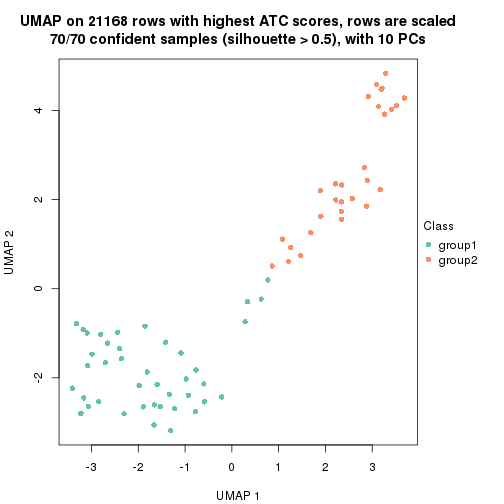 UMAP on 21168 rows with highest ATC scores, rows are scaled
70/70 confident samples (silhouette > 0.5), with 10 PCs
4
2
0
-2
UMAP 2
-3
-2
-1
0
1
2
3
UMAP 1
Class
group1
group2